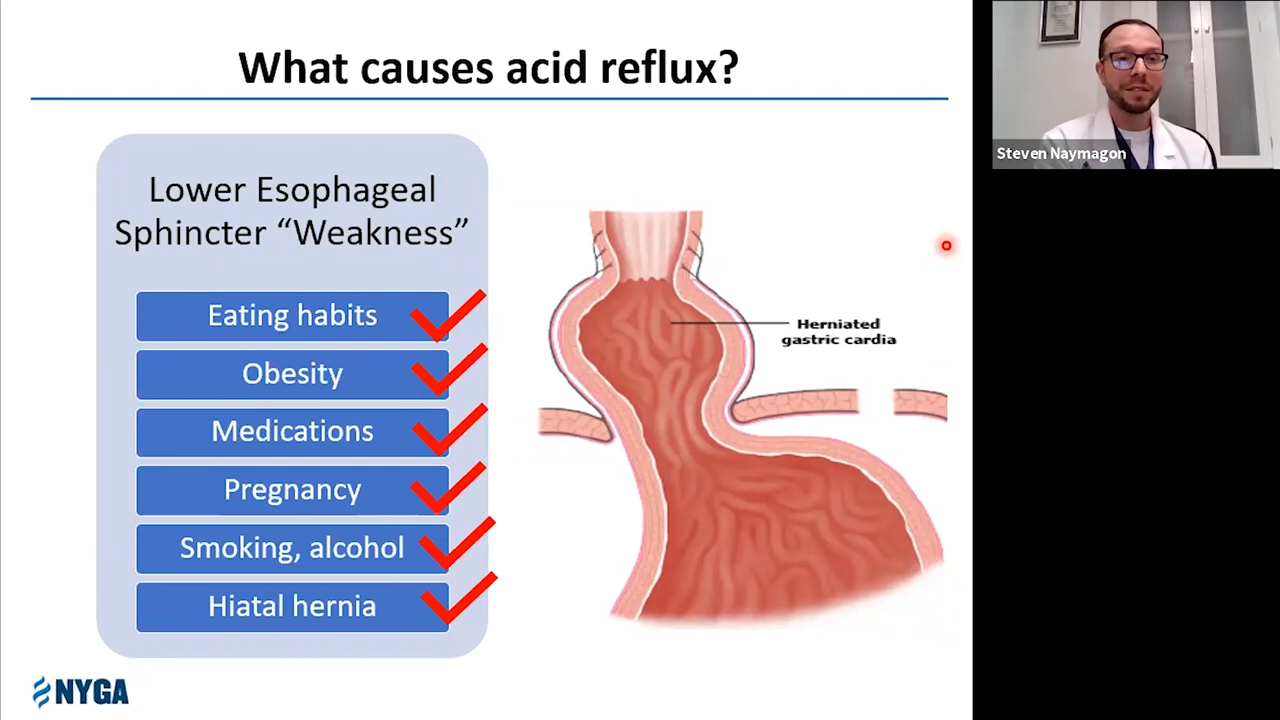 What causes acid reflux?
Lower Esophageal
Sphincter “Weakness”
Eating habits
Obesity
Medications
Pregnancy
Smoking, alcohol
Hiatal hernia
Herniated
gastric cardia
NYGA
Steven Naymagon